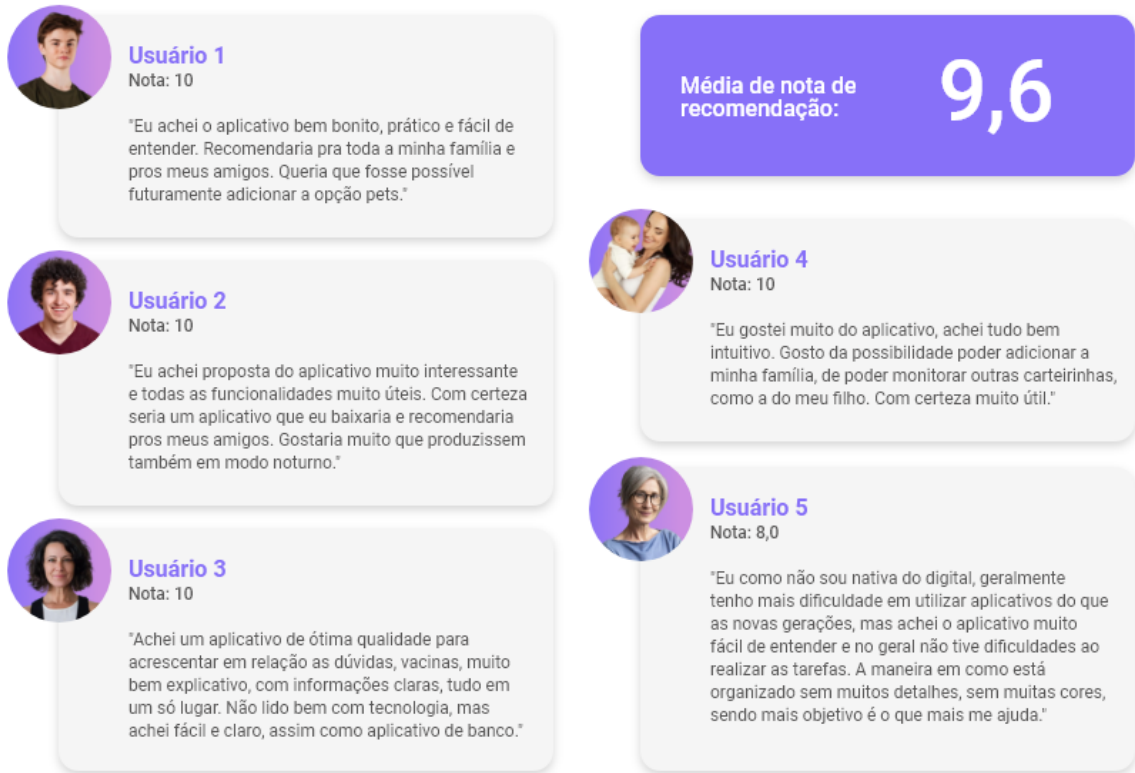 Usuário 1
Nota: 10
"Eu achei o aplicativo bem bonito, prático e fácil de
entender. Recomendaria pra toda a minha família e
pros meus amigos. Queria que fosse possível
futuramente adicionar a opção pets."
Usuário 2
Nota: 10
"Eu achei proposta do aplicativo muito interessante
e todas as funcionalidades muito úteis. Com certeza
seria um aplicativo que eu baixaria e recomendaria
pros meus amigos. Gostaria muito que produzissem
também em modo noturno."
Usuário 3
Nota: 10
"Achei um aplicativo de ótima qualidade para
acrescentar em relação as dúvidas, vacinas, muito
bem explicativo, com informações claras, tudo em
um só lugar. Não lido bem com tecnologia, mas
achei fácil e claro, assim como aplicativo de banco."
Média de nota de
recomendação:
9,6
Usuário 4
Nota: 10
"Eu gostei muito do aplicativo, achei tudo bem
intuitivo. Gosto da possibilidade poder adicionar a
minha família, de poder monitorar outras carteirinhas,
como a do meu filho. Com certeza muito útil."
Usuário 5
Nota: 8,0
"Eu como não sou nativa do digital, geralmente
tenho mais dificuldade em utilizar aplicativos do que
as novas gerações, mas achei o aplicativo muito
fácil de entender e no geral não tive dificuldades ao
realizar as tarefas. A maneira em como está
organizado sem muitos detalhes, sem muitas cores,
sendo mais objetivo é o que mais me ajuda."